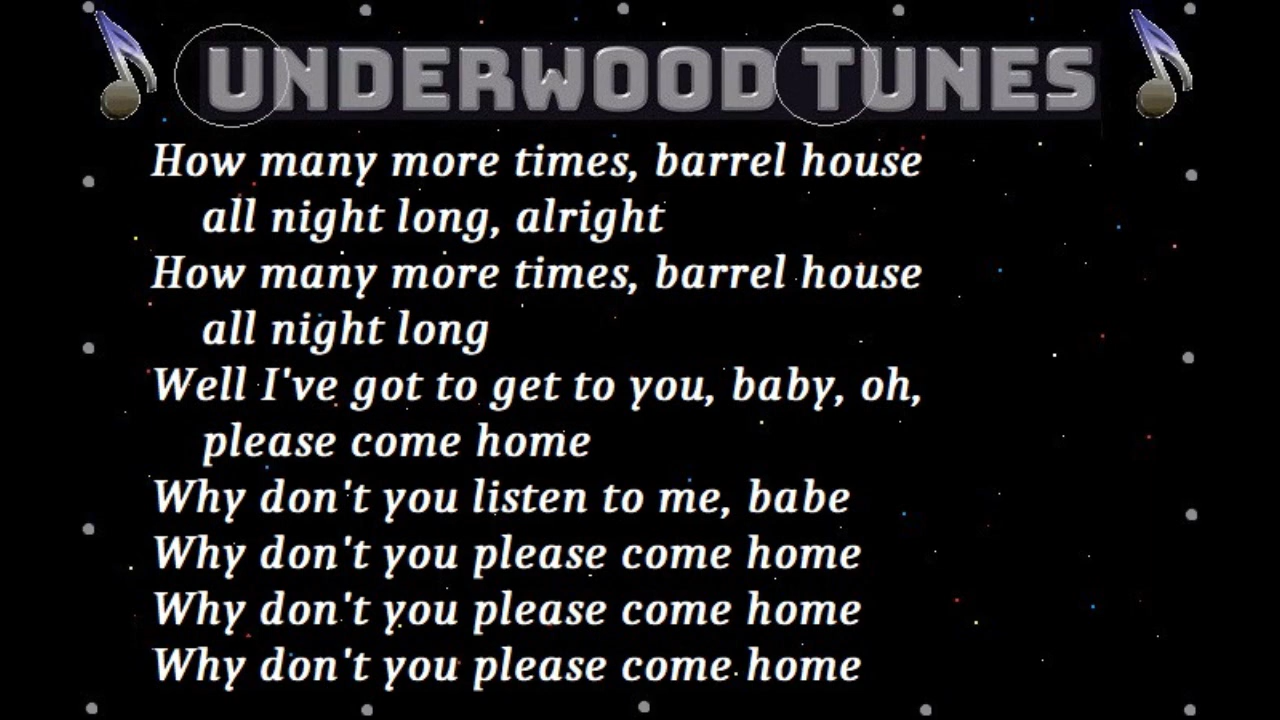 UNDERWOOD TUNES
How many more times, barrel house
all night long, alright
How many more times, barrel house
all night long
Well I've got to get to you, baby, oh,
please come home
Why don't you listen to me, babe
Why don't you please come home
Why don't you please come home
Why don't you please come home